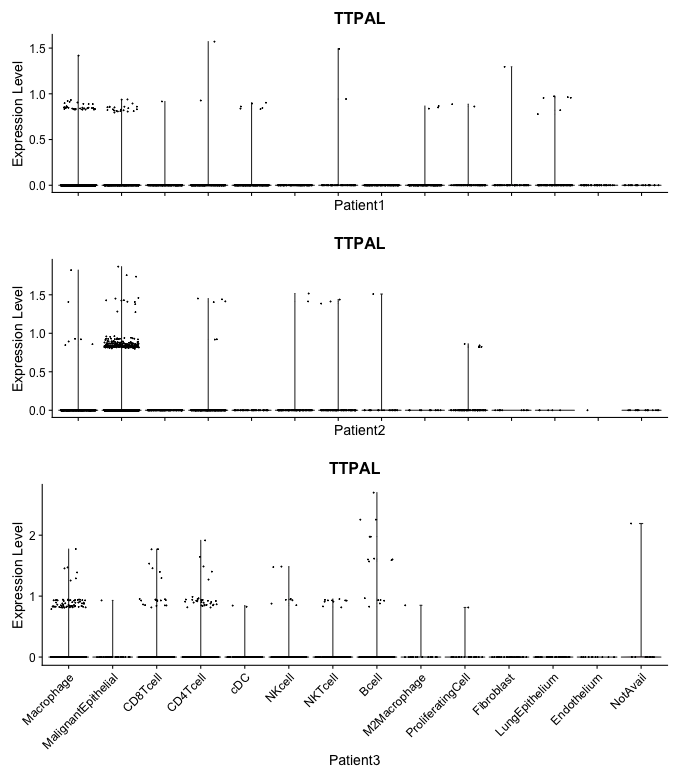 TTPAL
Expression Level
1.5
1.0
0.5
0.0
Patient1
TTPAL
Expression Level
1.5
1.0
0.5
0.0
Patient2
TTPAL
Expression Level
2
1
0
Macrophage
MalignantEpithelial
CD8Tcell
CD4Tcell
cDC
NKcell
NKTcell
Bcell
M2Macrophage
ProliferatingCell
Fibroblast
LungEpithelium
Endothelium
NotAvail
Patient3